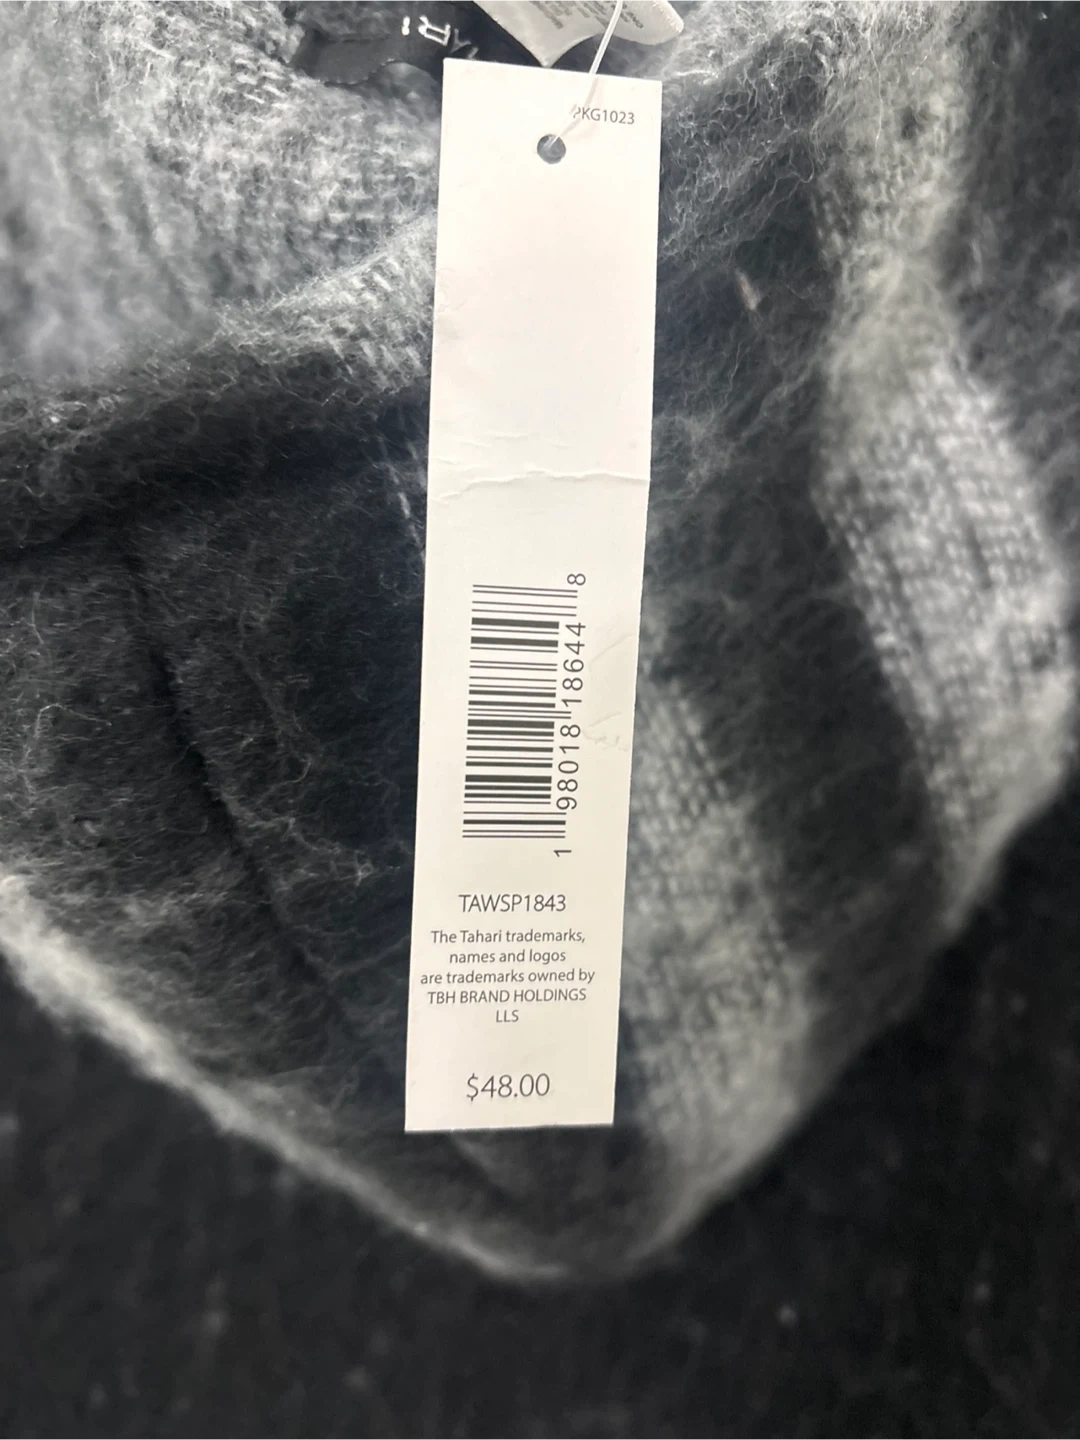 PKG1023
1 98018 18644 8
TAWSP1843
The Tahari trademarks,
names and logos
are trademarks owned by
TBH BRAND HOLDINGS
LLS
$48.00